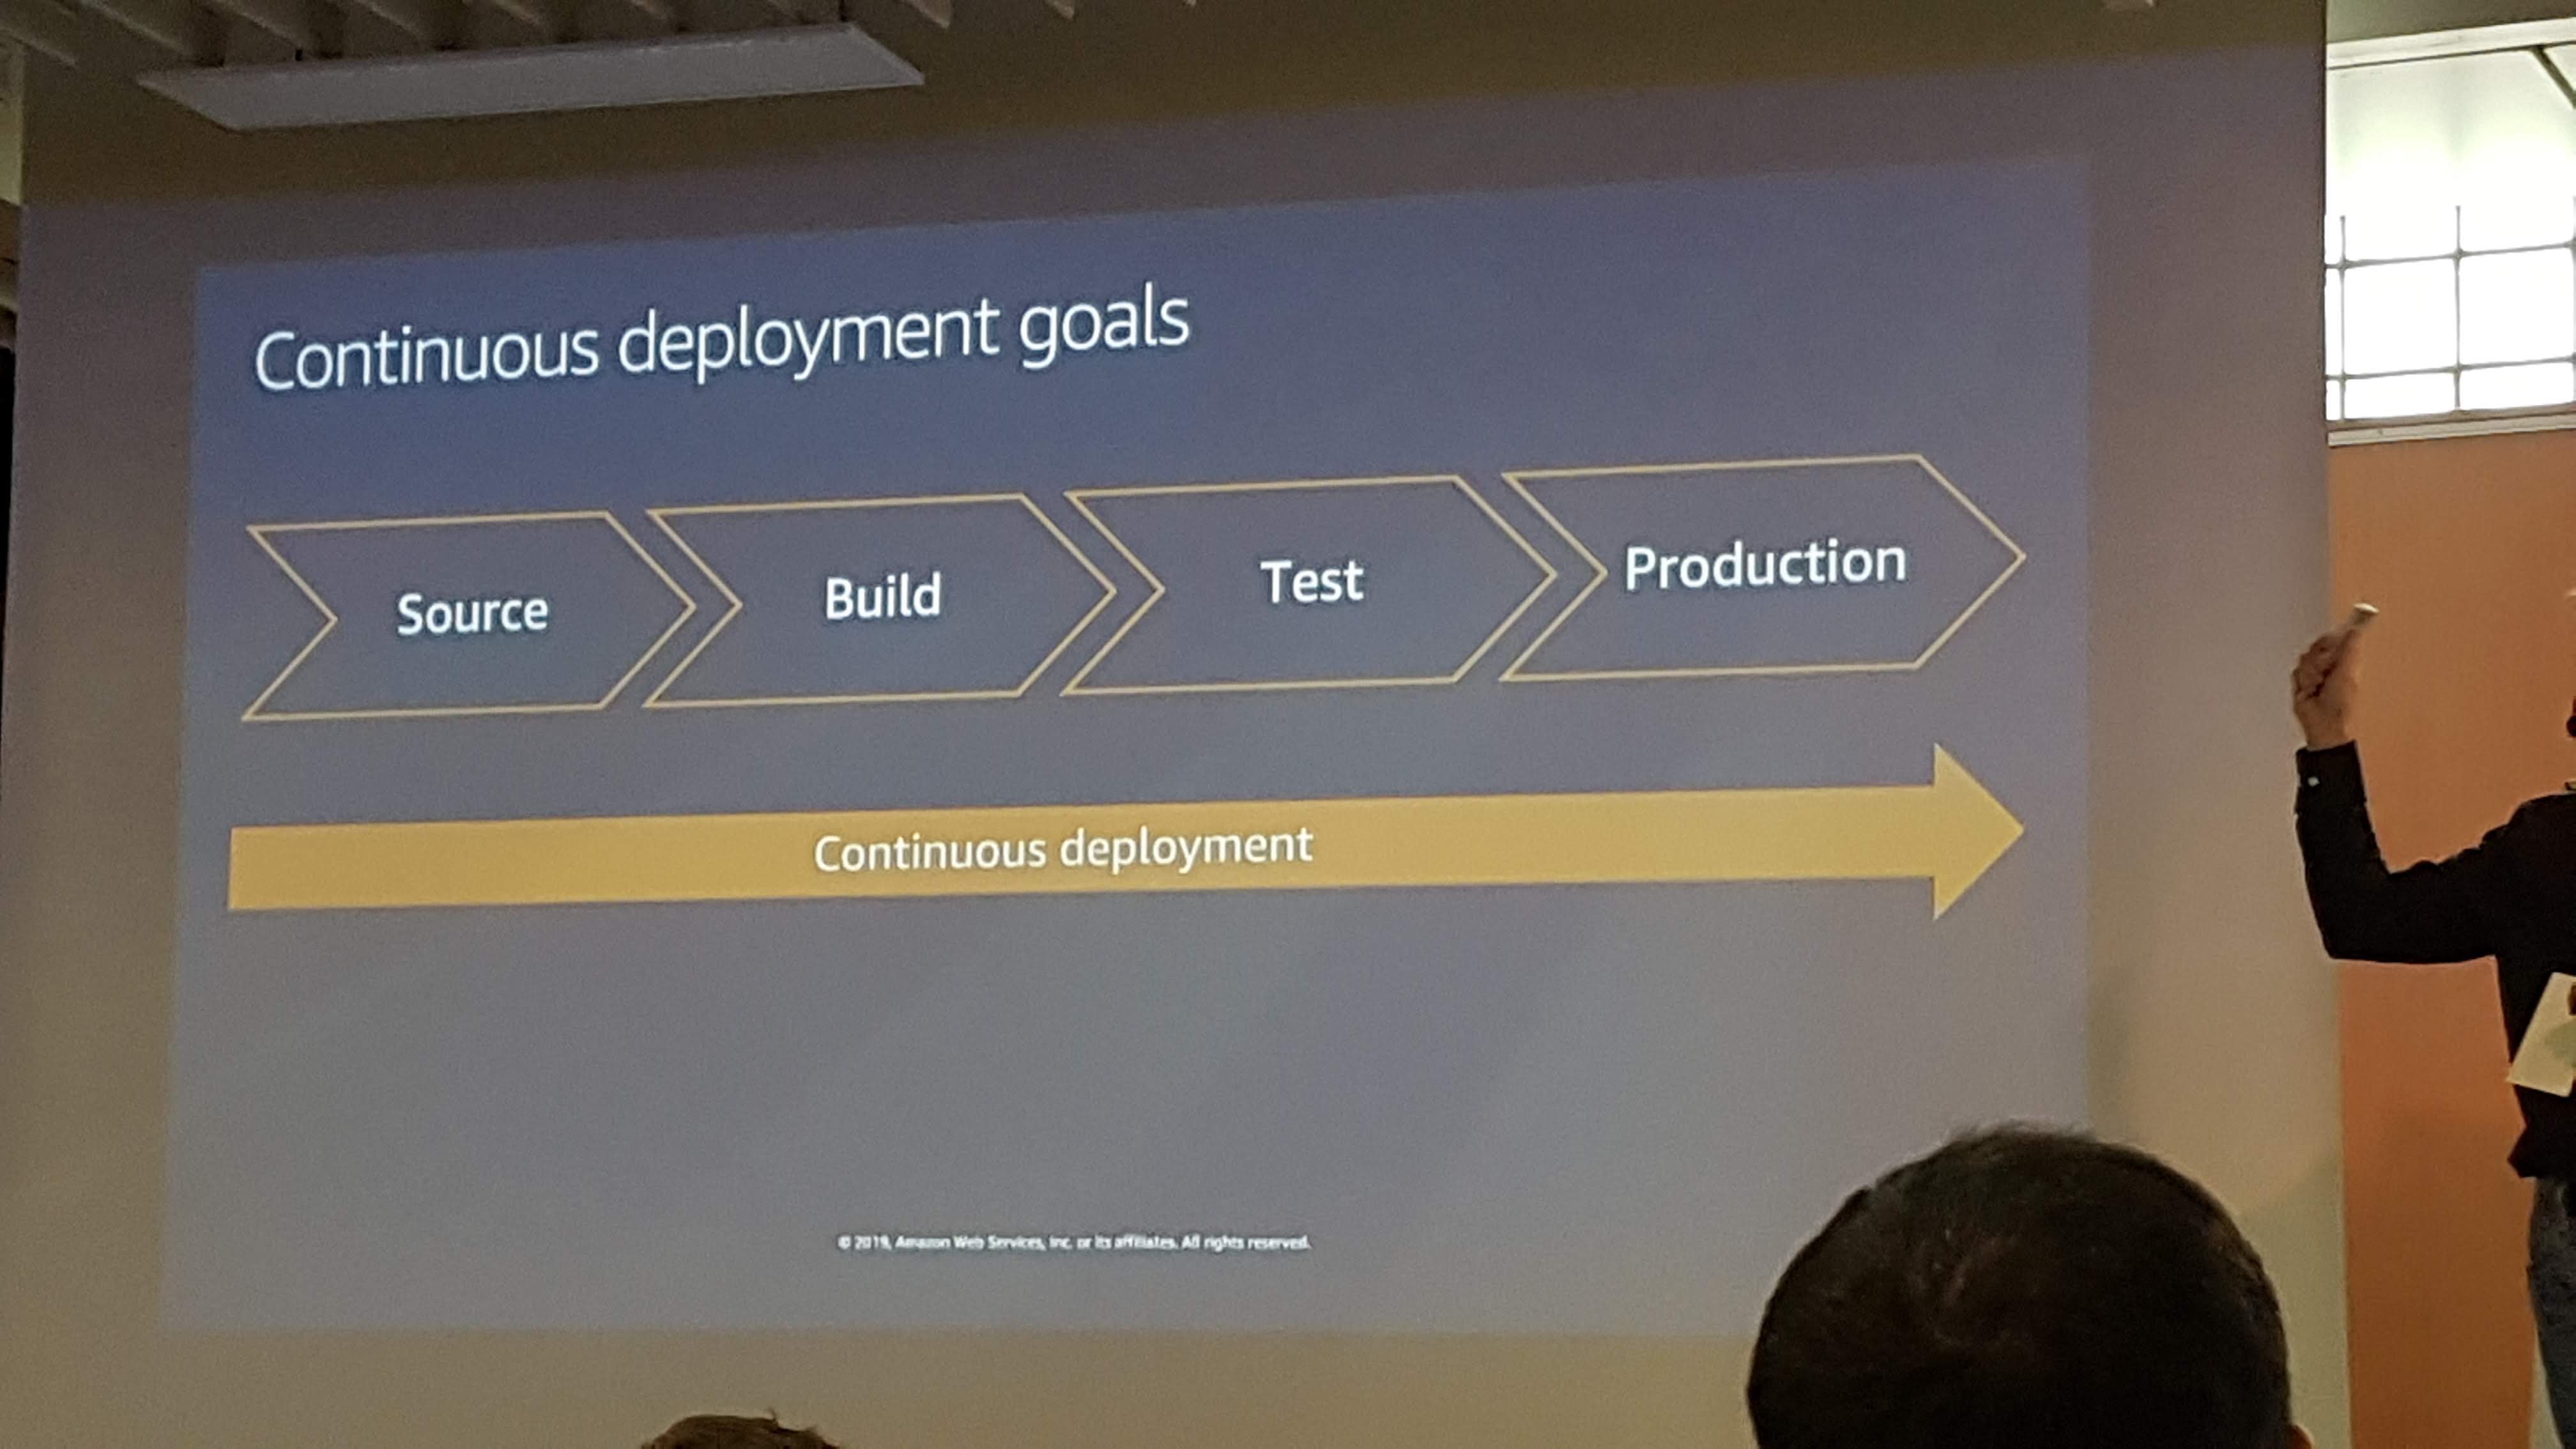 Continuous deployment goals
Source
Build
Test
Production
Continuous deployment
© 2019, Amazon Web Services, Inc. or its affiliates. All rights reserved.